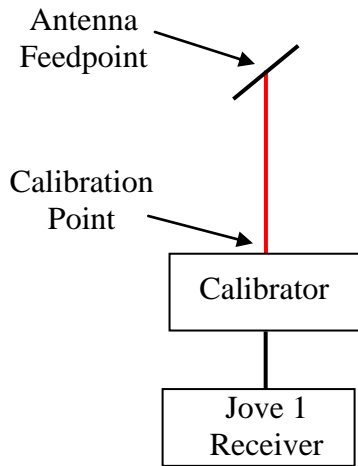 Antenna
Feedpoint
Calibration
Point
Calibrator
Jove 1
Receiver